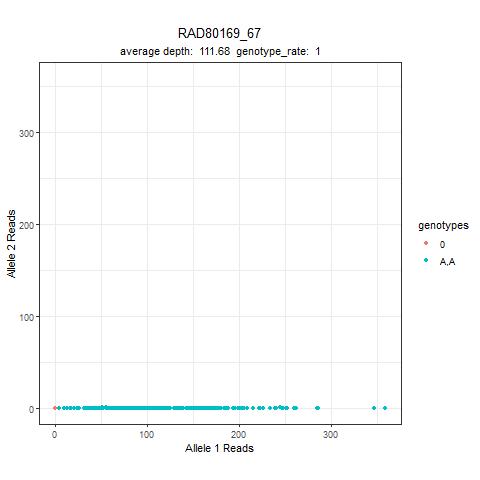 RAD80169_67
average depth: 111.68 genotype_rate: 1
300
200
100
0
Allele 2 Reads
0 100 200 300
Allele 1 Reads
genotypes
0
A,A